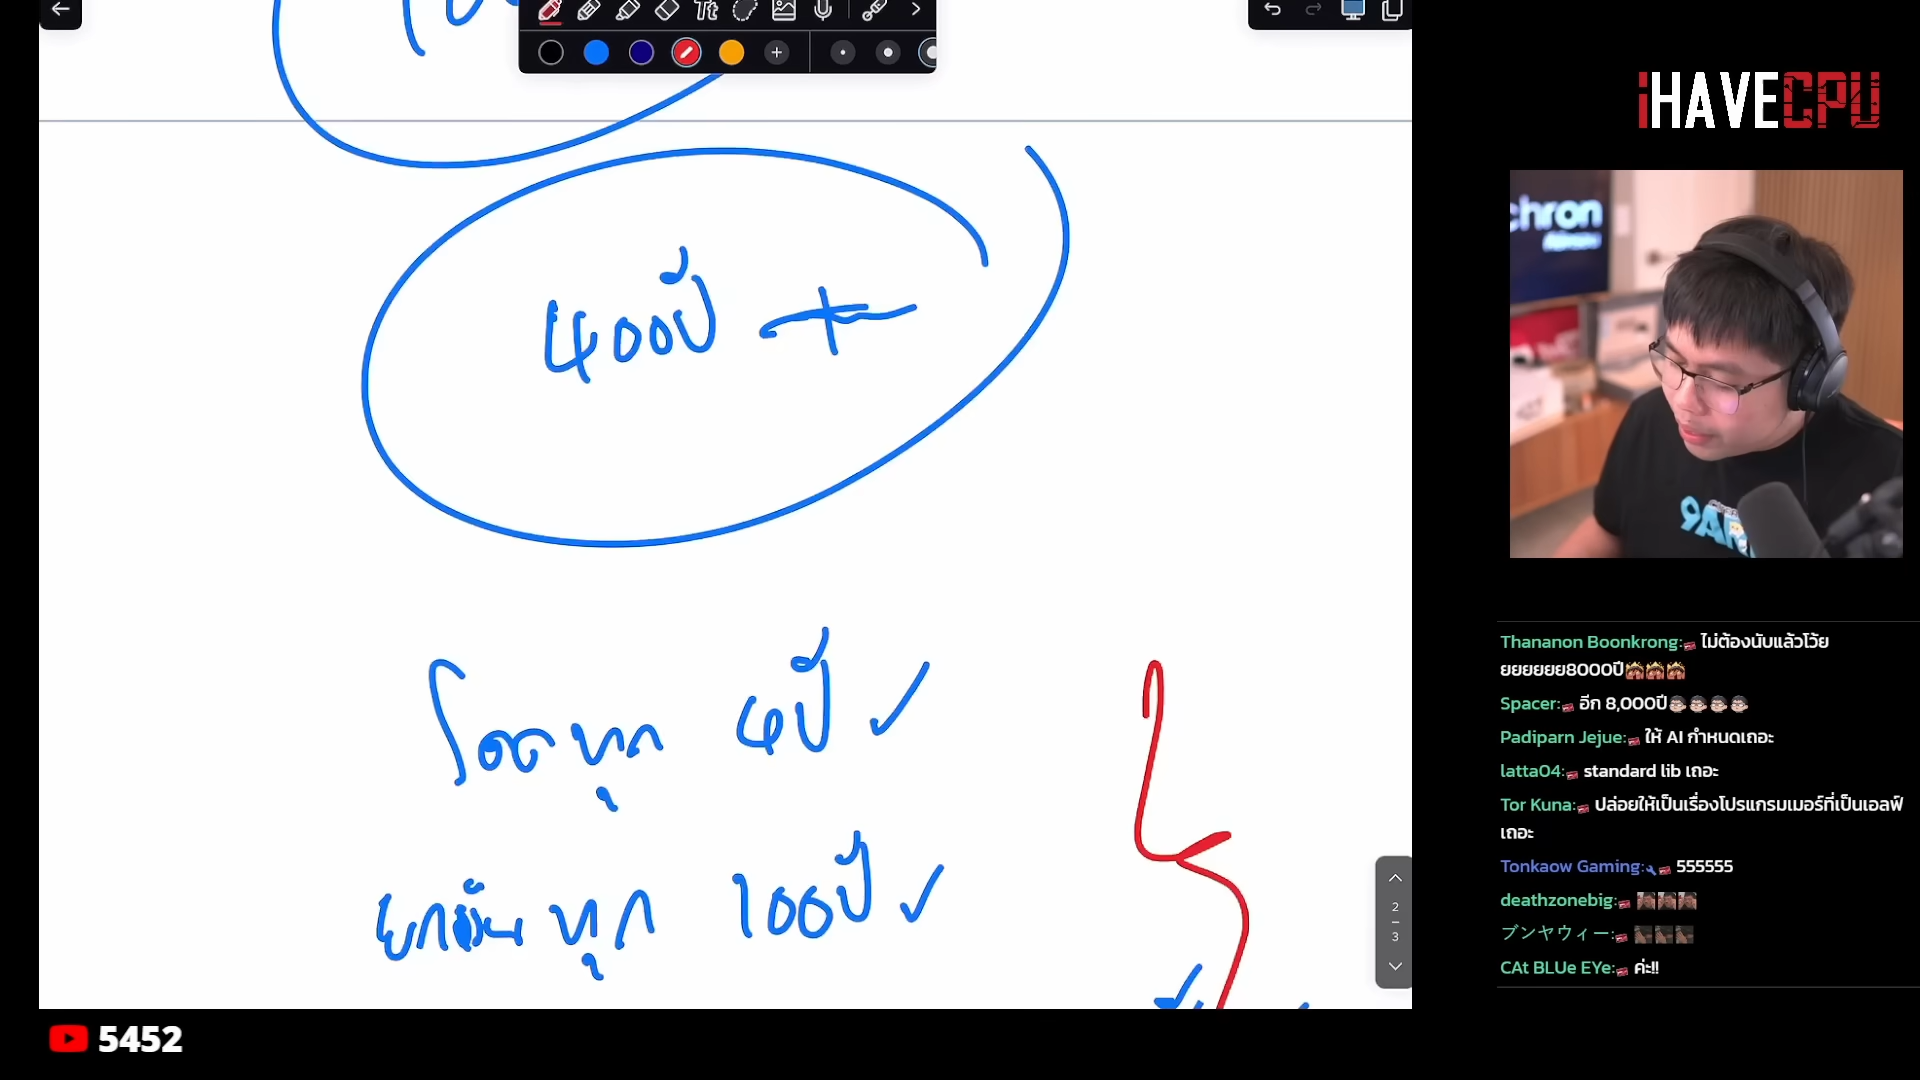 Tt
iHAVECPU
chron
400ปี +
9AR
โดดทุก 4ปี ✓
ยกเว้น ทุก 100ปี ✓
2
3
Thananon Boonkrong: ไม่ต้องนับแล้วโว้ย
ยยยยยย8000ปี
Spacer: อีก 8,000ปี
Padiparn Jejue: ให้ AI กำหนดเถอะ
latta04: standard lib เถอะ
Tor Kuna: ปล่อยให้เป็นเรื่องโปรแกรมเมอร์ที่เป็นเอลฟ์
เถอะ
Tonkaow Gaming: 555555
deathzonebig:
ブンヤウィー:
CAt BLUe EYe: ค่ะ!!
5452